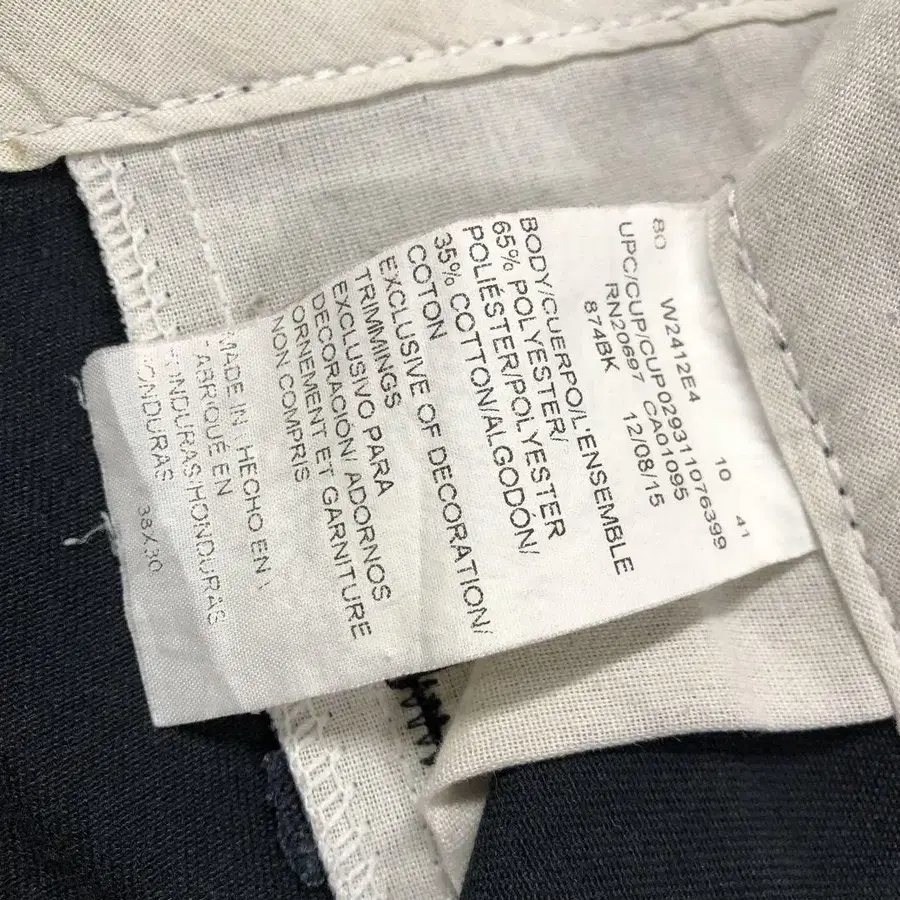 80 W2412E4 10 41
UPC/CUP/CUP029311076399
RN20697 CA01095
874BK 12/08/15
BODY/CUERPO/L'ENSEMBLE
65% POLYESTER/
POLIÉSTER/POLYESTER
35% COTTON/ALGODÓN/
COTON
EXCLUSIVE OF DECORATION/
TRIMMINGS
EXCLUSIVO PARA
DECORACIÓN/ ADORNOS
ORNEMENT ET GARNITURE
NON COMPRIS
MADE IN, HECHO EN \
FABRIQUÉ EN
HONDURAS/HONDURAS
HONDURAS
38X30